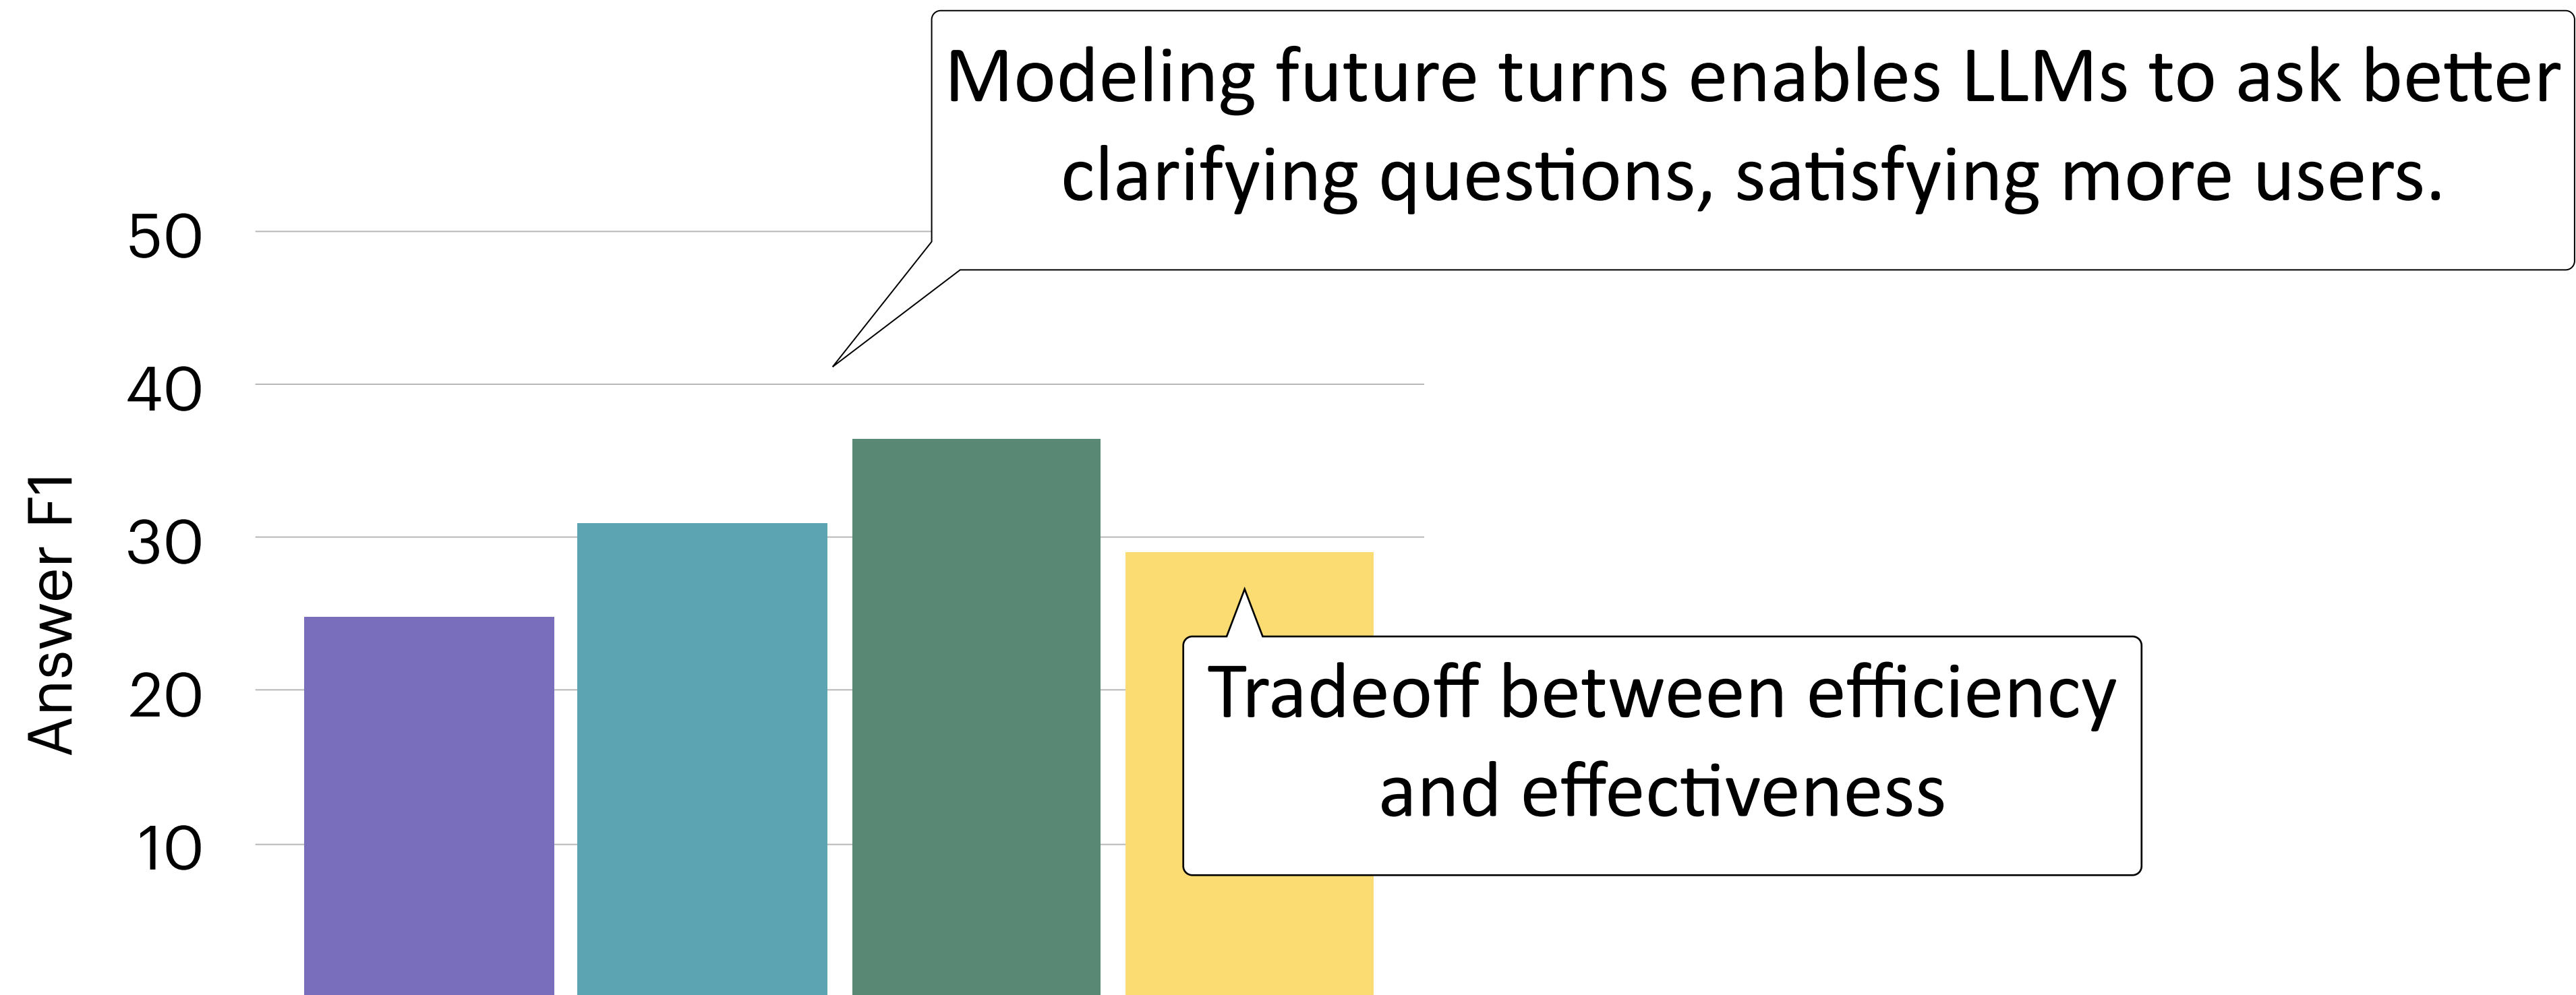 Modeling future turns enables LLMs to ask better
clarifying questions, satisfying more users.
50
40
30
20
10
Answer F1
Tradeoff between efficiency
and effectiveness